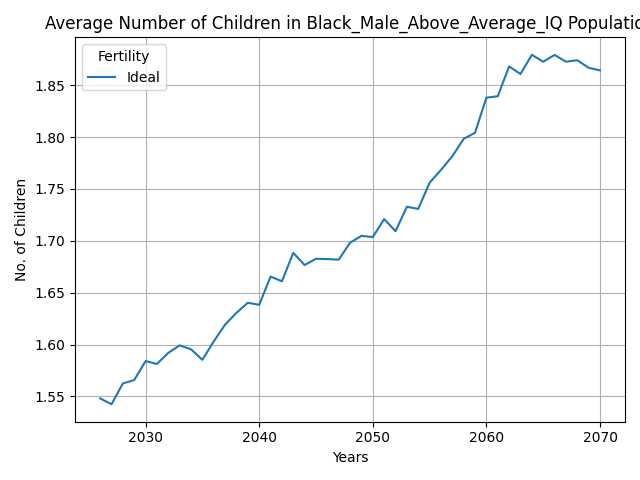 Average Number of Children in Black_Male_Above_Average_IQ Populatio
Fertility
Ideal
No. of Children
1.85
1.80
1.75
1.70
1.65
1.60
1.55
2030 2040 2050 2060 2070
Years